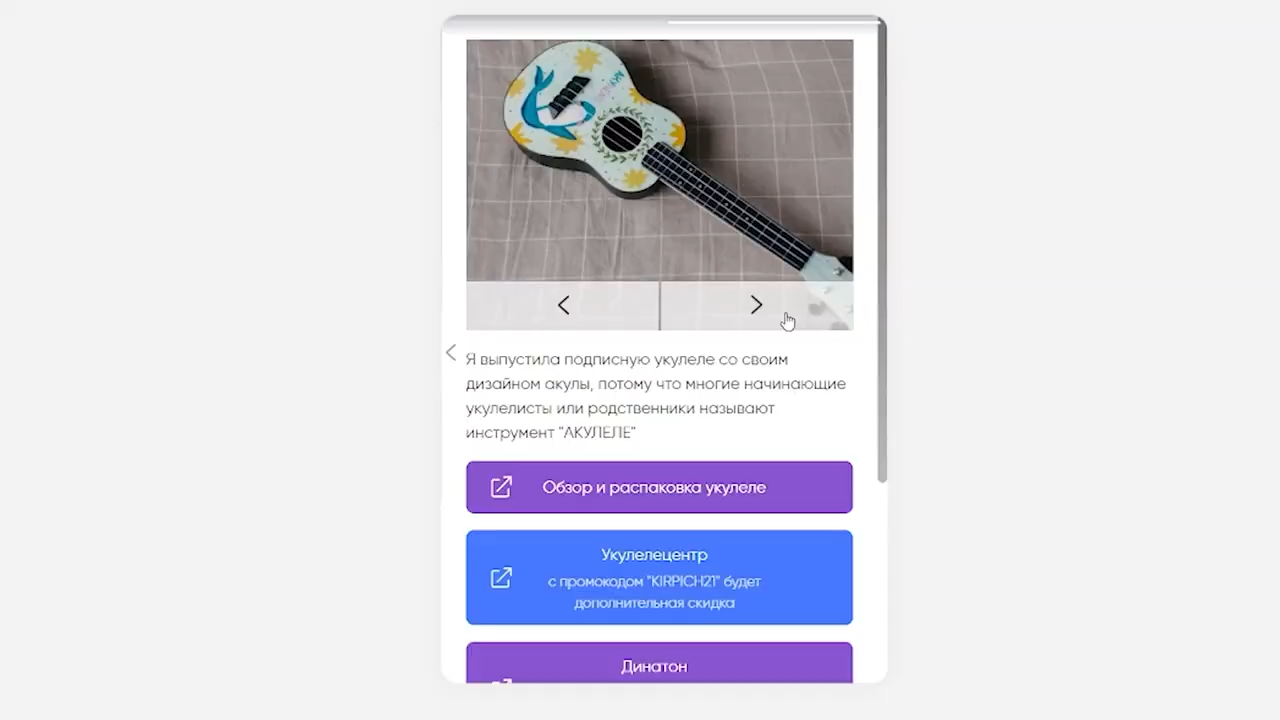 Я выпустила подписную укулеле со своим
дизайном акулы, потому что многие начинающие
укулелисты или родственники называют
инструмент "АКУЛЕЛЕ"
Обзор и распаковка укулеле
Укулелецентр
с промокодом "KIRPICH21" будет
дополнительная скидка
Динатон